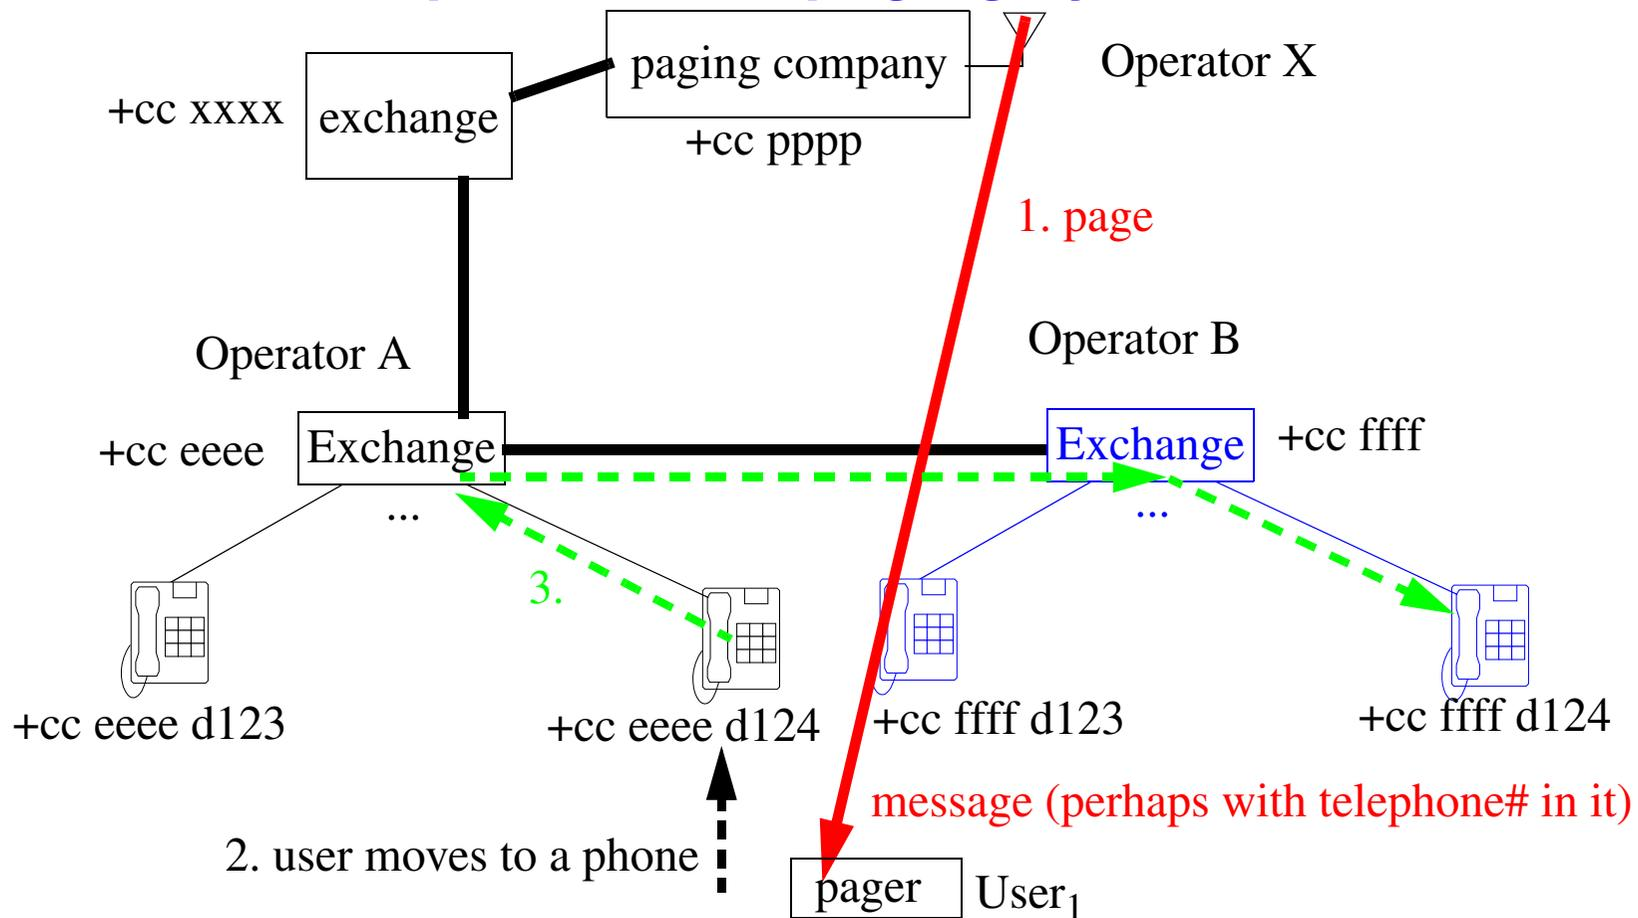 paging company
Operator X
+cc xxxx
exchange
+cc pppp
1. page
Operator A
Operator B
+cc eeee
Exchange
Exchange
+cc ffff
...
...
3.
+cc eeee d123
+cc eeee d124
+cc ffff d123
+cc ffff d124
message (perhaps with telephone# in it)
2. user moves to a phone
pager
User1